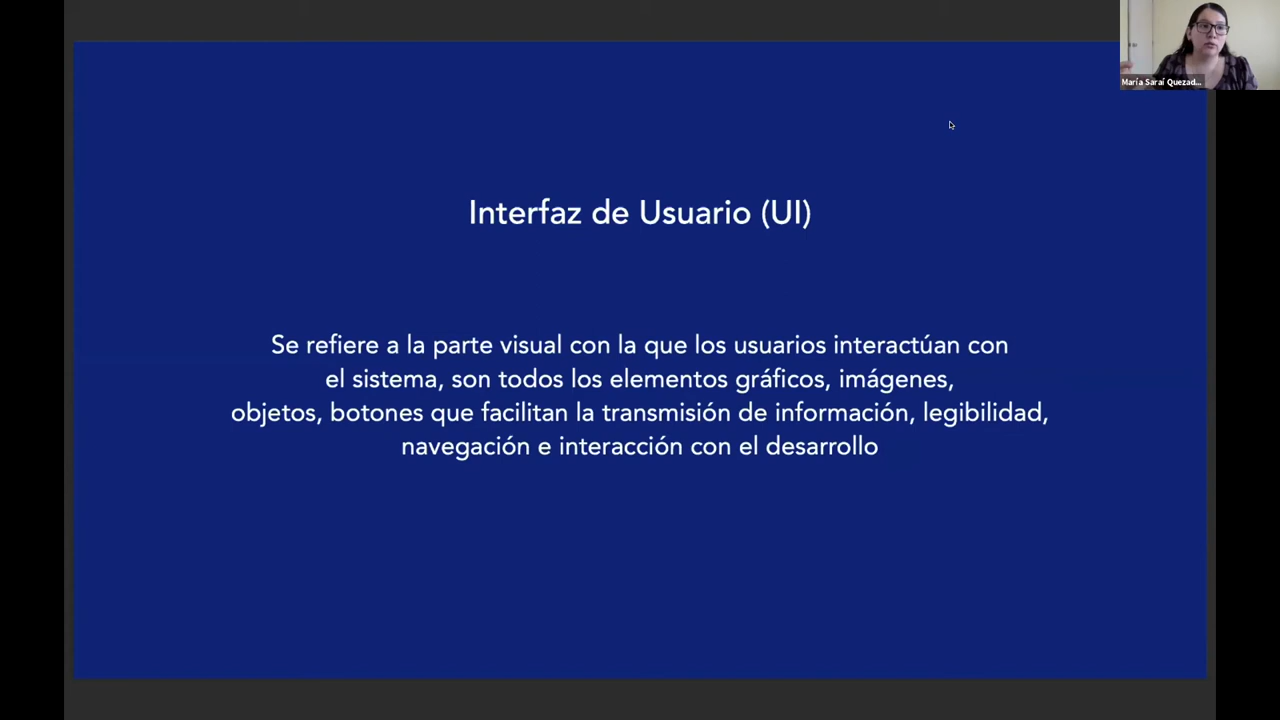 María Saraí Quezad...
Interfaz de Usuario (UI)
Se refiere a la parte visual con la que los usuarios interactúan con
el sistema, son todos los elementos gráficos, imágenes,
objetos, botones que facilitan la transmisión de información, legibilidad,
navegación e interacción con el desarrollo